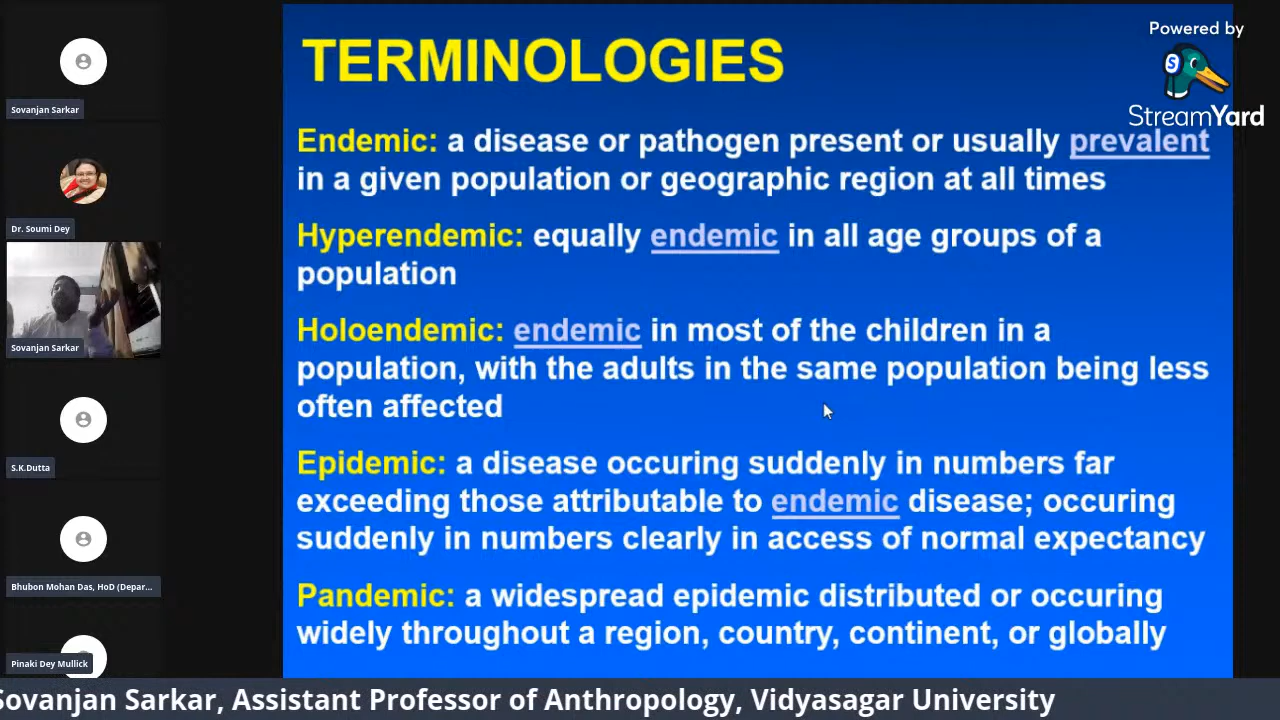 Powered by
StreamYard
TERMINOLOGIES
Endemic: a disease or pathogen present or usually prevalent
in a given population or geographic region at all times
Hyperendemic: equally endemic in all age groups of a
population
Holoendemic: endemic in most of the children in a
population, with the adults in the same population being less
often affected
Epidemic: a disease occuring suddenly in numbers far
exceeding those attributable to endemic disease; occuring
suddenly in numbers clearly in access of normal expectancy
Pandemic: a widespread epidemic distributed or occuring
widely throughout a region, country, continent, or globally
Sovanjan Sarkar
Dr. Soumi Dey
Sovanjan Sarkar
S.K.Dutta
Bhubon Mohan Das, HoD (Depar...
Pinaki Dey Mullick
Sovanjan Sarkar, Assistant Professor of Anthropology, Vidyasagar University